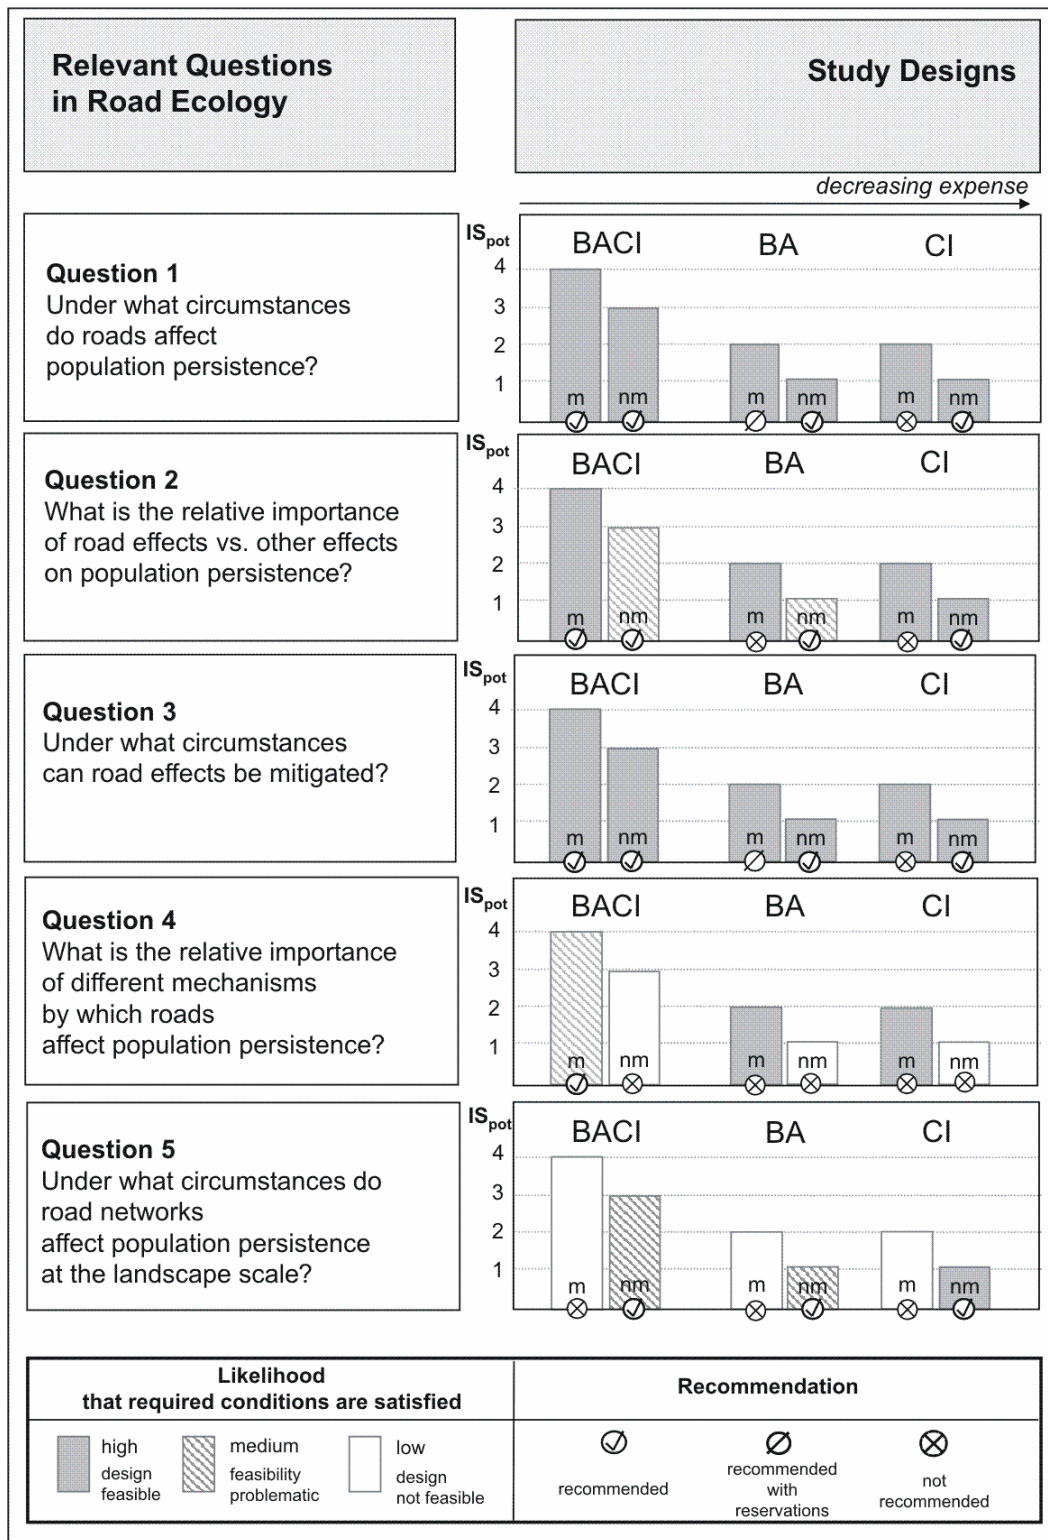 Relevant Questions
in Road Ecology
Study Designs
decreasing expense
Question 1
Under what circumstances
do roads affect
population persistence?
ISpot
BACI BA CI
4
3
2
1
m nm m nm m nm
Question 2
What is the relative importance
of road effects vs. other effects
on population persistence?
ISpot
BACI BA CI
4
3
2
1
m nm m nm m nm
Question 3
Under what circumstances
can road effects be mitigated?
ISpot
BACI BA CI
4
3
2
1
m nm m nm m nm
Question 4
What is the relative importance
of different mechanisms
by which roads
affect population persistence?
ISpot
BACI BA CI
4
3
2
1
m nm m nm m nm
Question 5
Under what circumstances do
road networks
affect population persistence
at the landscape scale?
ISpot
BACI BA CI
4
3
2
1
m nm m nm m nm
Likelihood
that required conditions are satisfied
high
design
feasible
medium
feasibility
problematic
low
design
not feasible
Recommendation
recommended
recommended
with
reservations
not
recommended